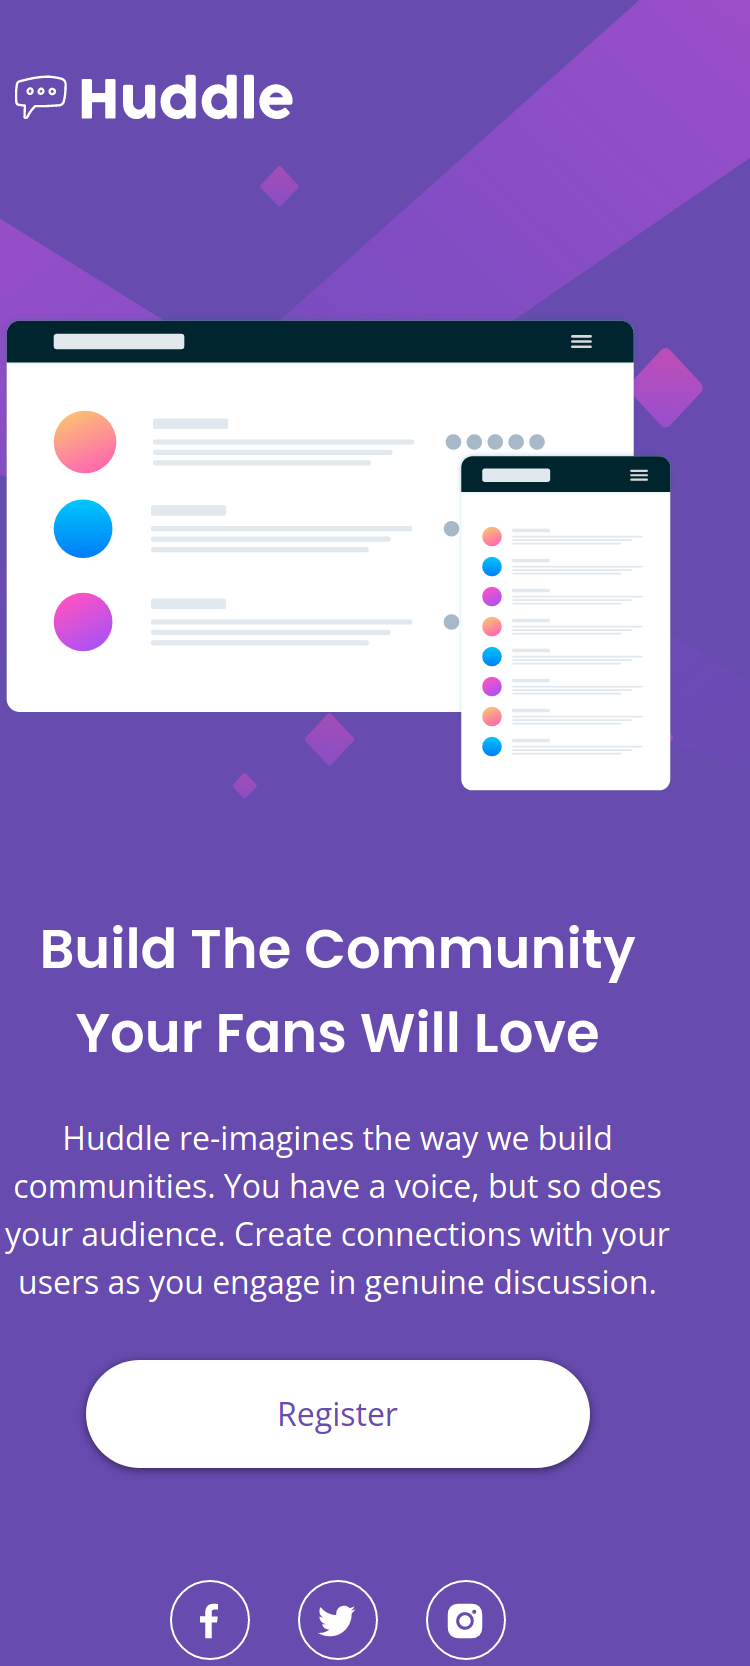 Huddle
Build The Community
Your Fans Will Love
Huddle re-imagines the way we build
communities. You have a voice, but so does
your audience. Create connections with your
users as you engage in genuine discussion.
Register